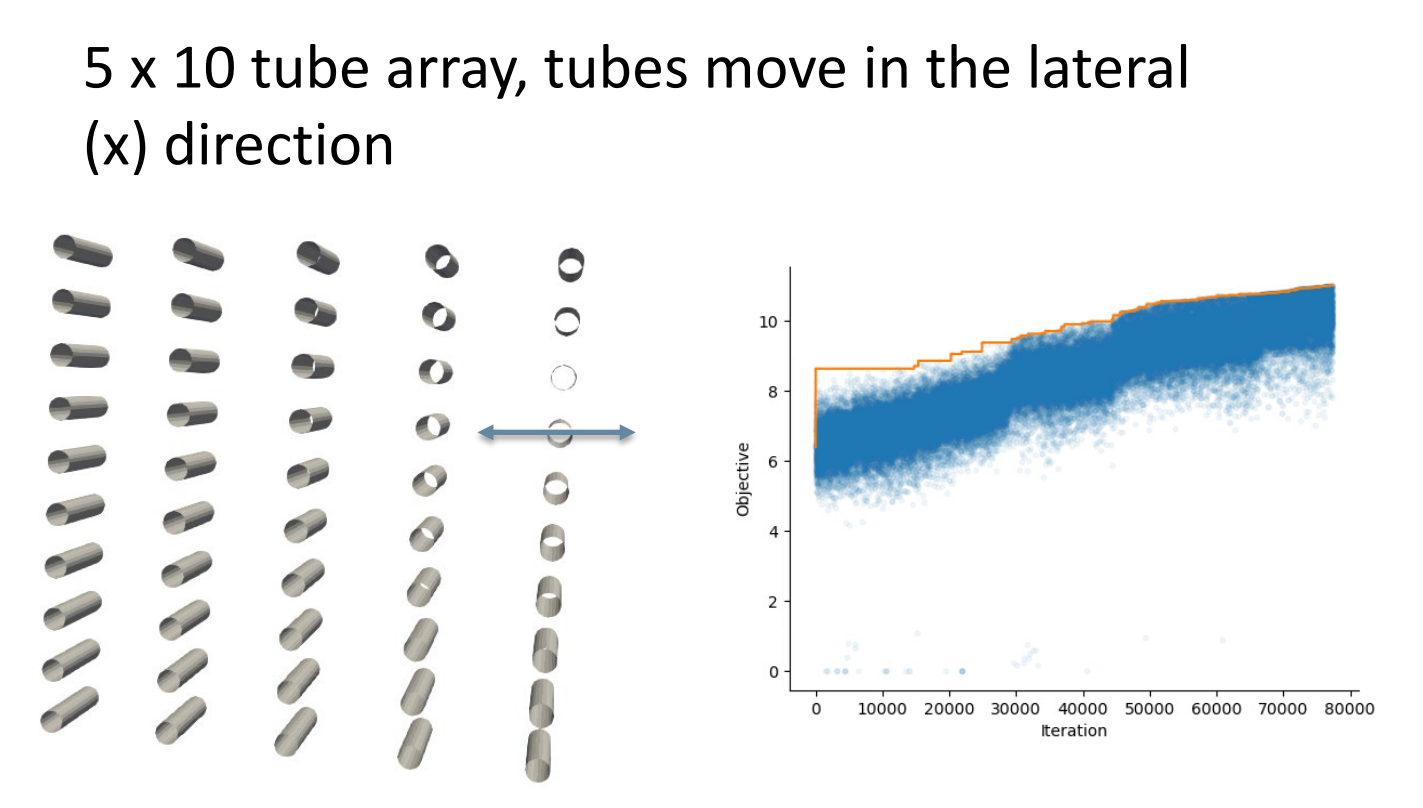 5 x 10 tube array, tubes move in the lateral
(x) direction
10
8
6
4
2
0
Objective
0 10000 20000 30000 40000 50000 60000 70000 80000
Iteration